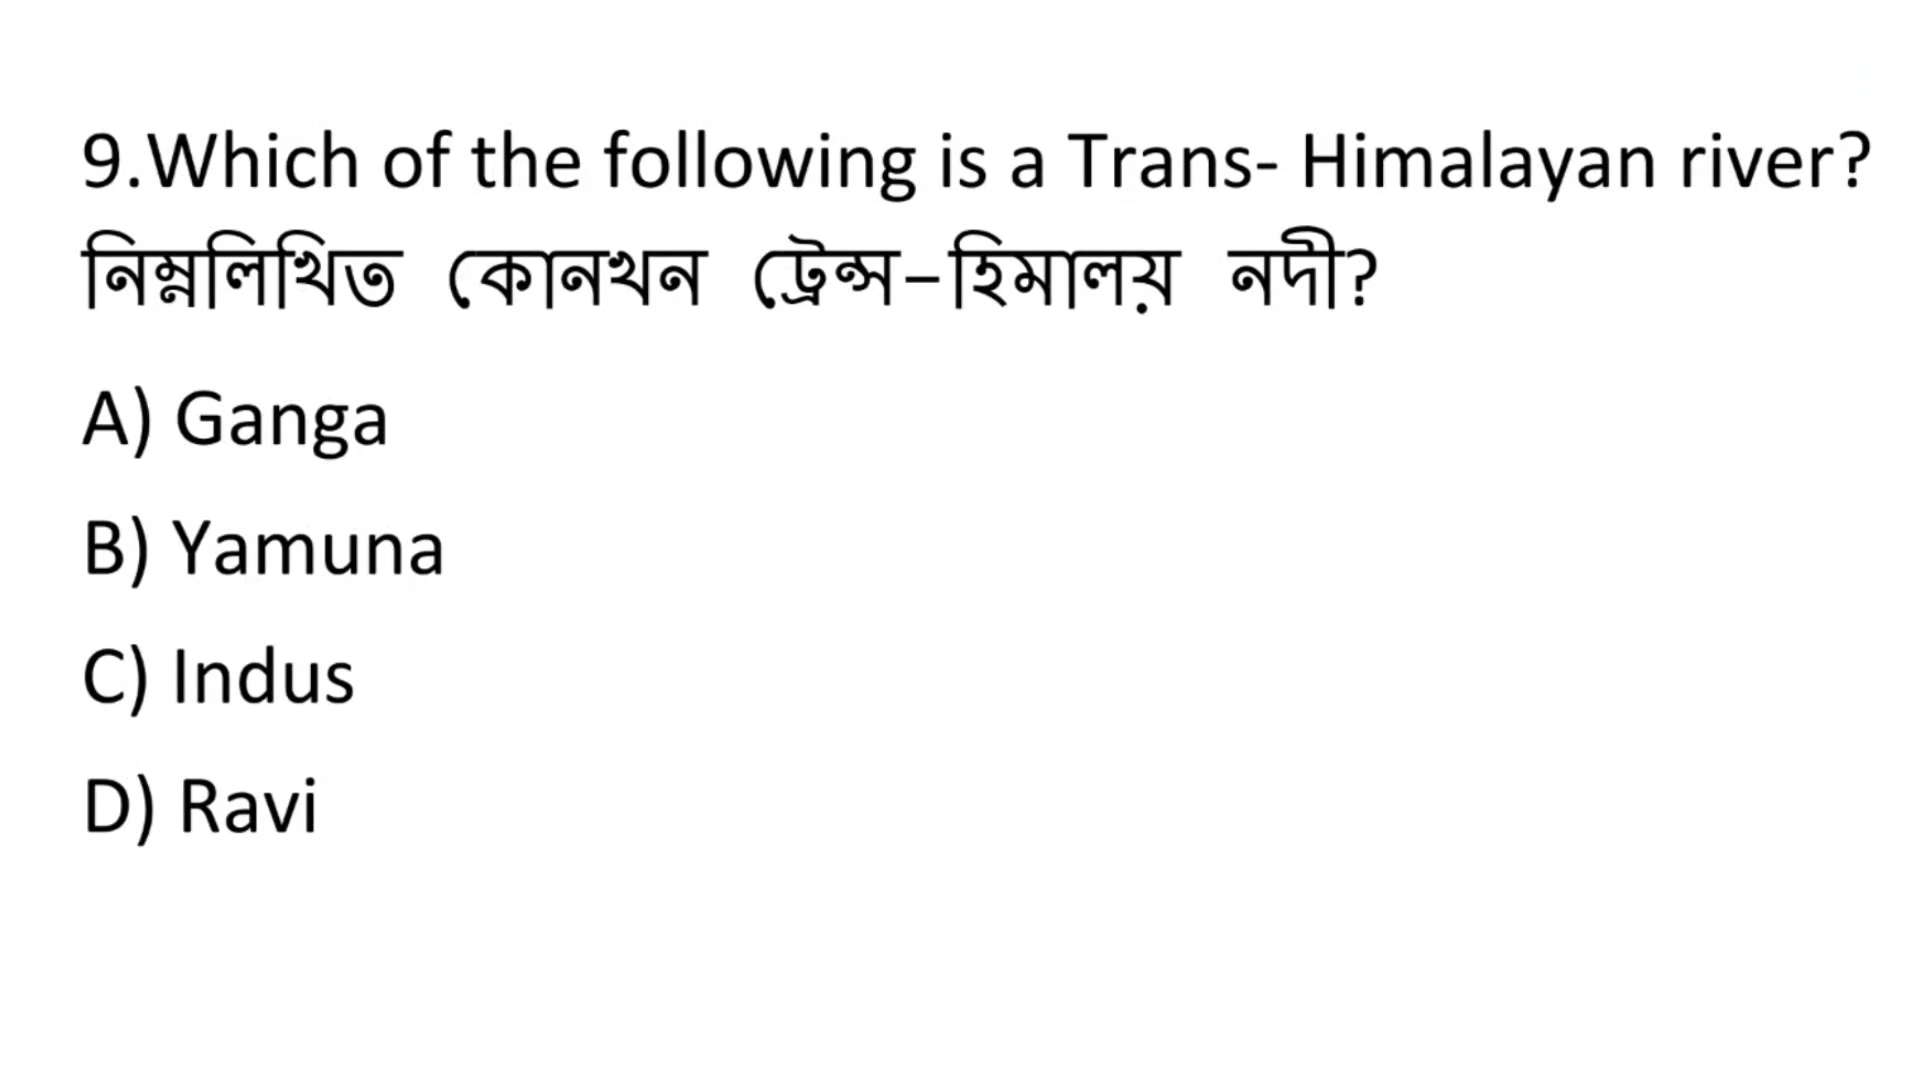 9.Which of the following is a Trans- Himalayan river?
নিম্নলিখিত কোনখন ট্ৰেন্স–হিমালয় নদী?
A) Ganga
B) Yamuna
C) Indus
D) Ravi